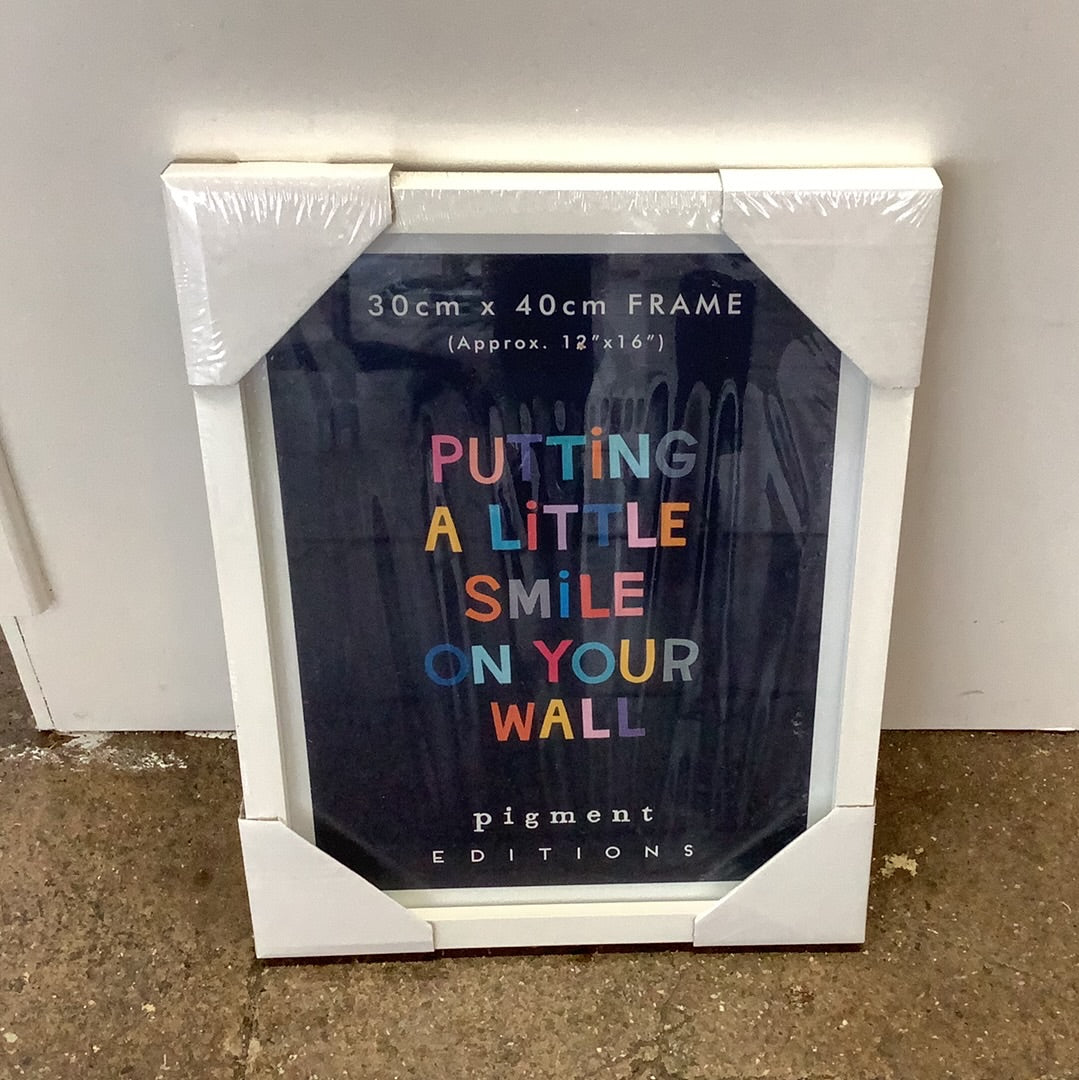 30cm x 40cm FRAME
(Approx. 12"x16")
PUTTiNG
A LiTTLE
SMiLE
ON YOUR
WALL
pigment
EDITIONS